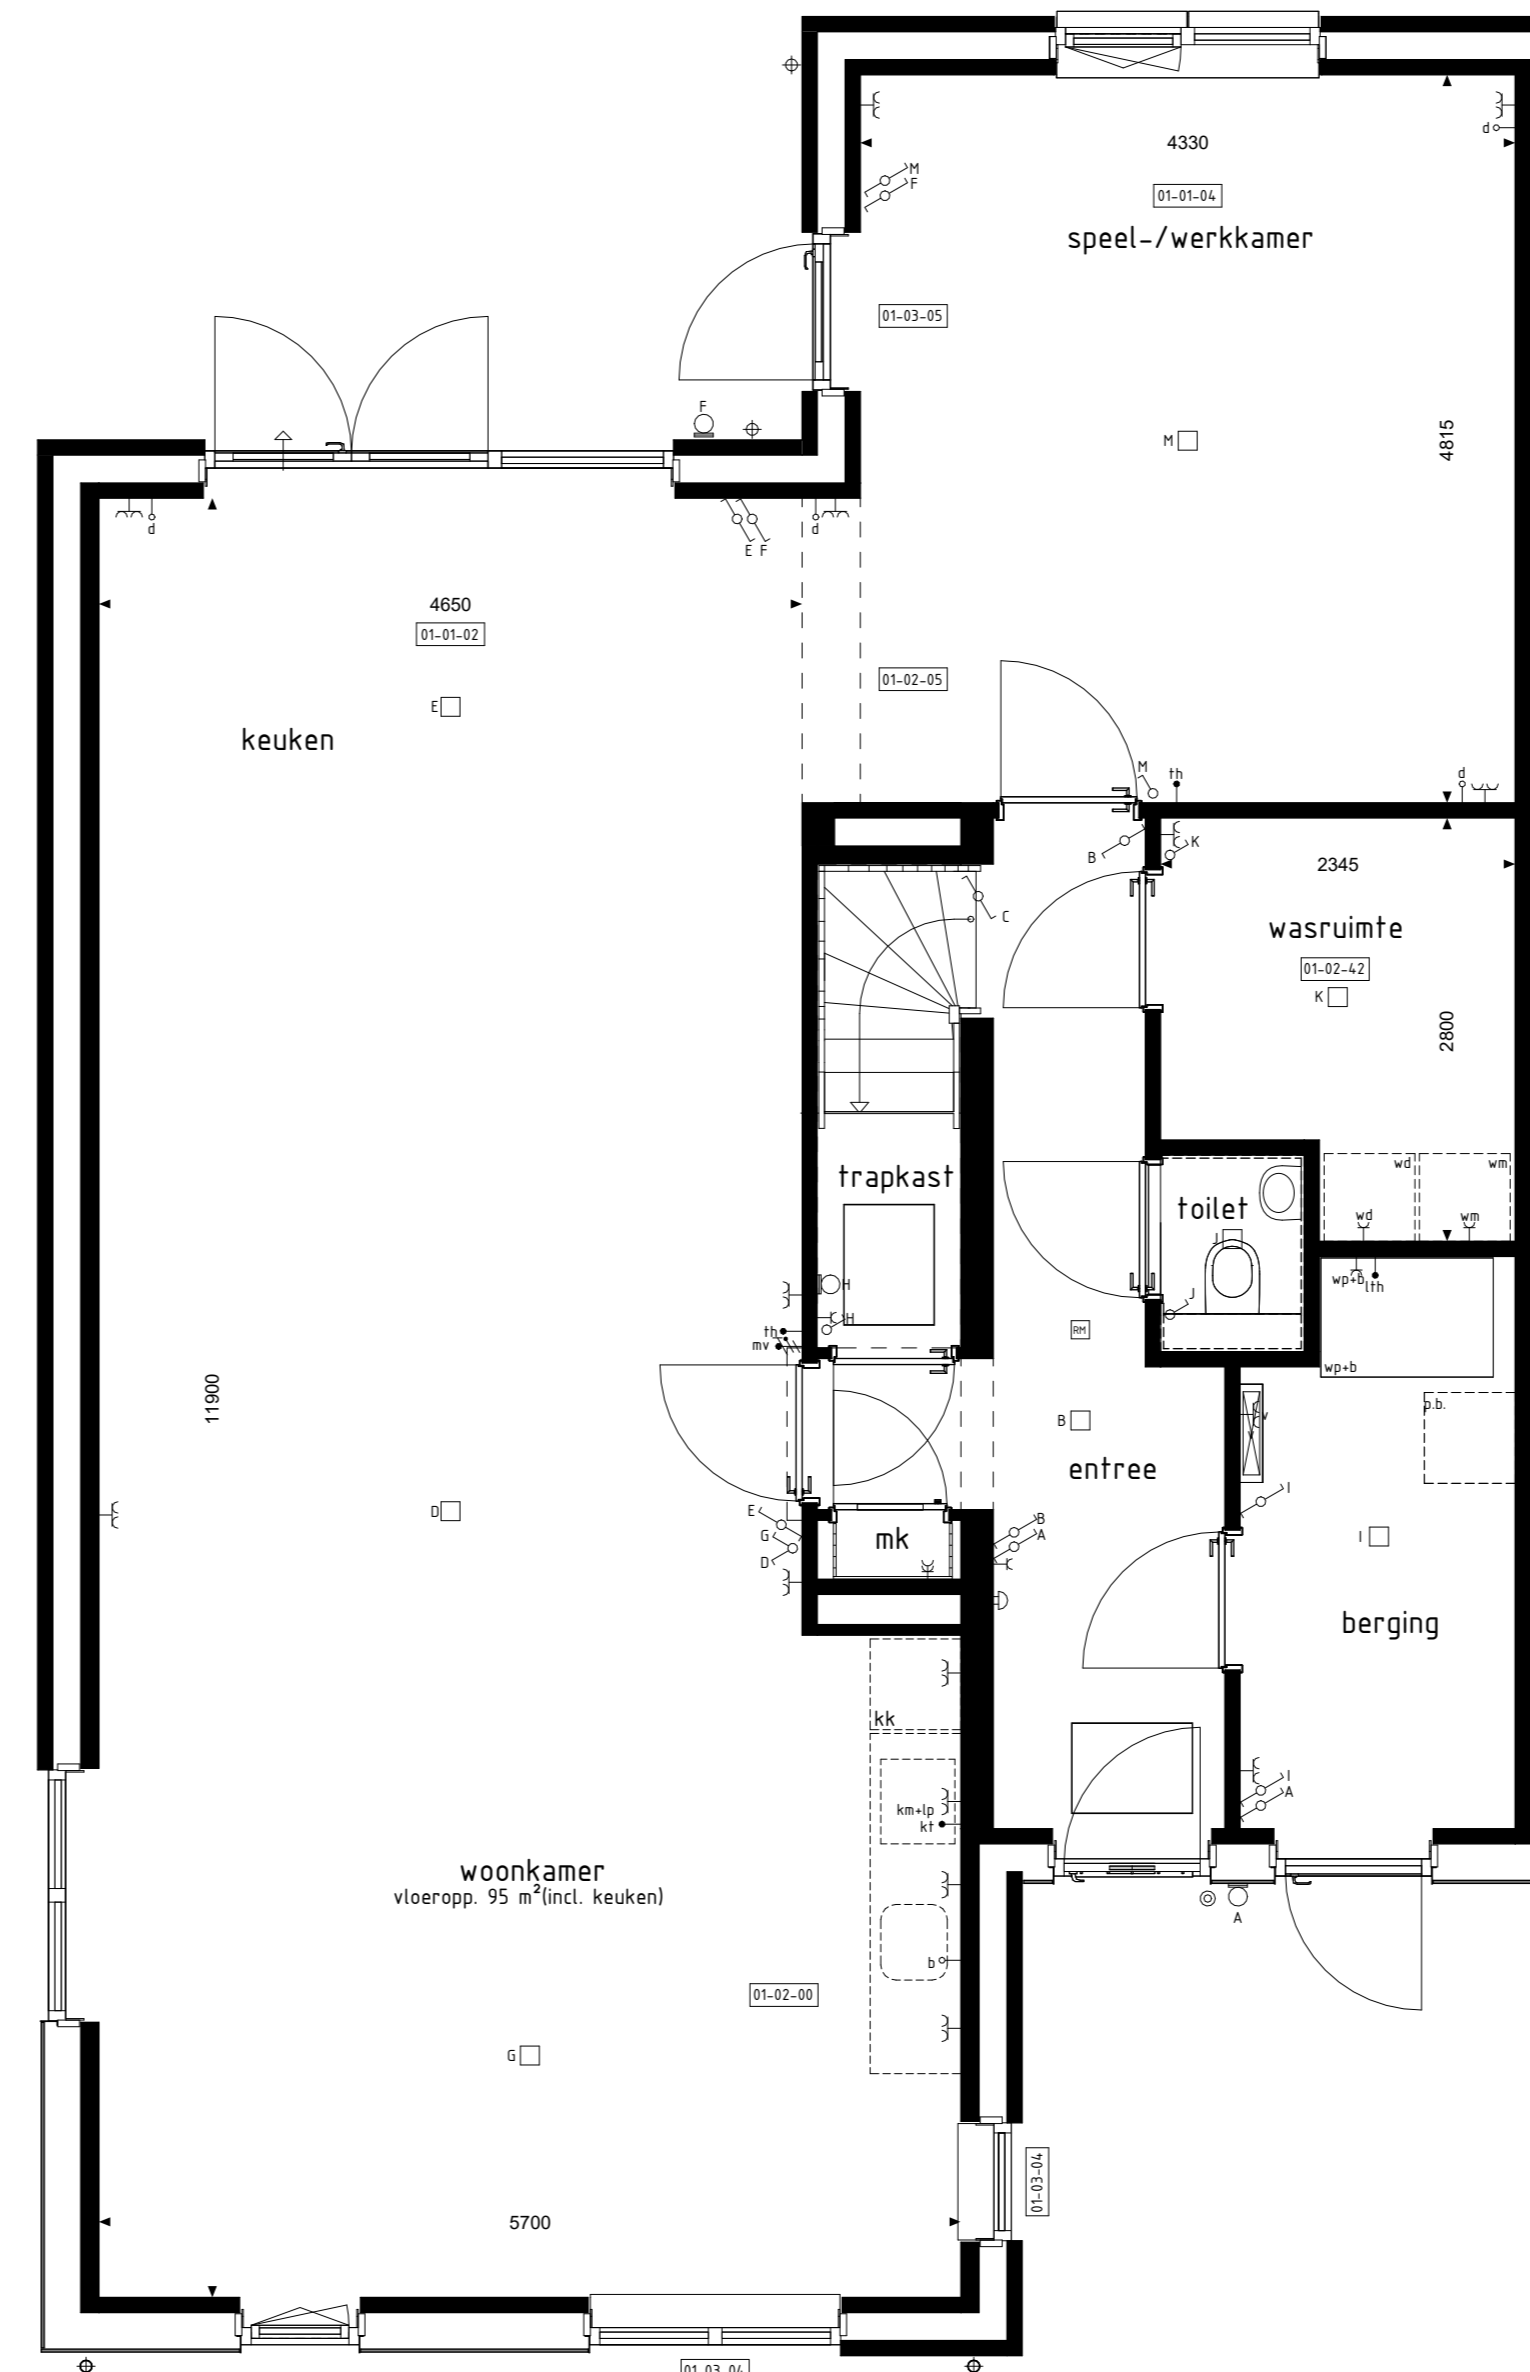 4330
01-01-04
speel-/werkkamer
d
M
F
01-03-05
M
4815
F
d
E F
d
4650
01-01-02
E
keuken
01-02-05
M
th
d
B
K
2345
C
wasruimte
01-02-42
K
2800
trapkast
toilet
J
wd
wm
wd
wm
H
H
J
wp+b
lth
wp+b
th
mv
RM
p.b.
11900
B
entree
v
v
I
D
E
G
D
mk
B
A
I
berging
kk
km+lp
kt
I
A
woonkamer
vloeropp. 95 m²(incl. keuken)
A
b
01-02-00
G
01-03-04
5700
01-03-04